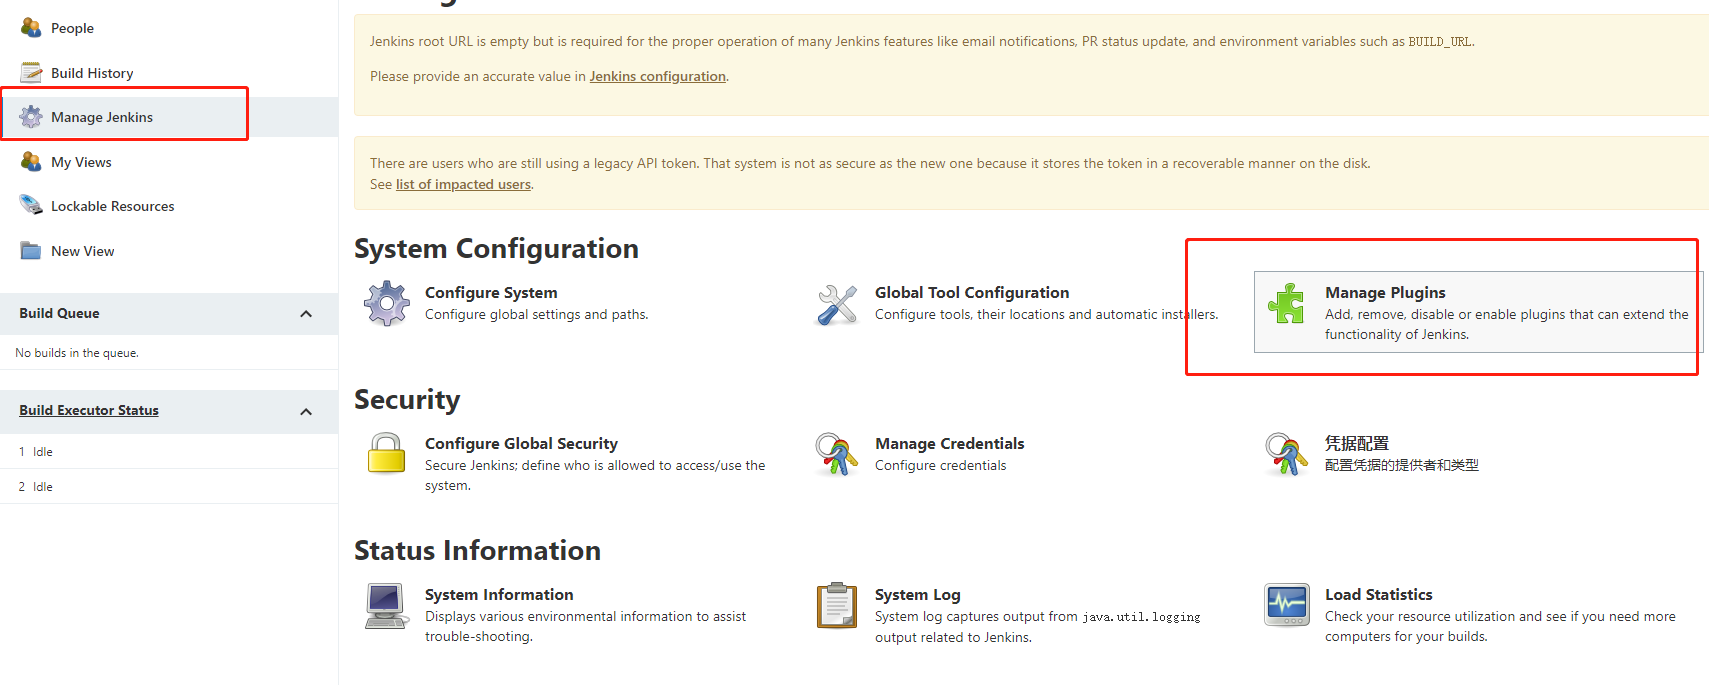 People
Build History
Manage Jenkins
My Views
Lockable Resources
New View
Build Queue
No builds in the queue.
Build Executor Status
1 Idle
2 Idle
Jenkins root URL is empty but is required for the proper operation of many Jenkins features like email notifications, PR status update, and environment variables such as BUILD_URL.
Please provide an accurate value in Jenkins configuration.
There are users who are still using a legacy API token. That system is not as secure as the new one because it stores the token in a recoverable manner on the disk.
See list of impacted users.
System Configuration
Configure System
Configure global settings and paths.
Global Tool Configuration
Configure tools, their locations and automatic installers.
Manage Plugins
Add, remove, disable or enable plugins that can extend the
functionality of Jenkins.
Security
Configure Global Security
Secure Jenkins; define who is allowed to access/use the
system.
Manage Credentials
Configure credentials
凭据配置
配置凭据的提供者和类型
Status Information
System Information
Displays various environmental information to assist
trouble-shooting.
System Log
System log captures output from java.util.logging
output related to Jenkins.
Load Statistics
Check your resource utilization and see if you need more
computers for your builds.